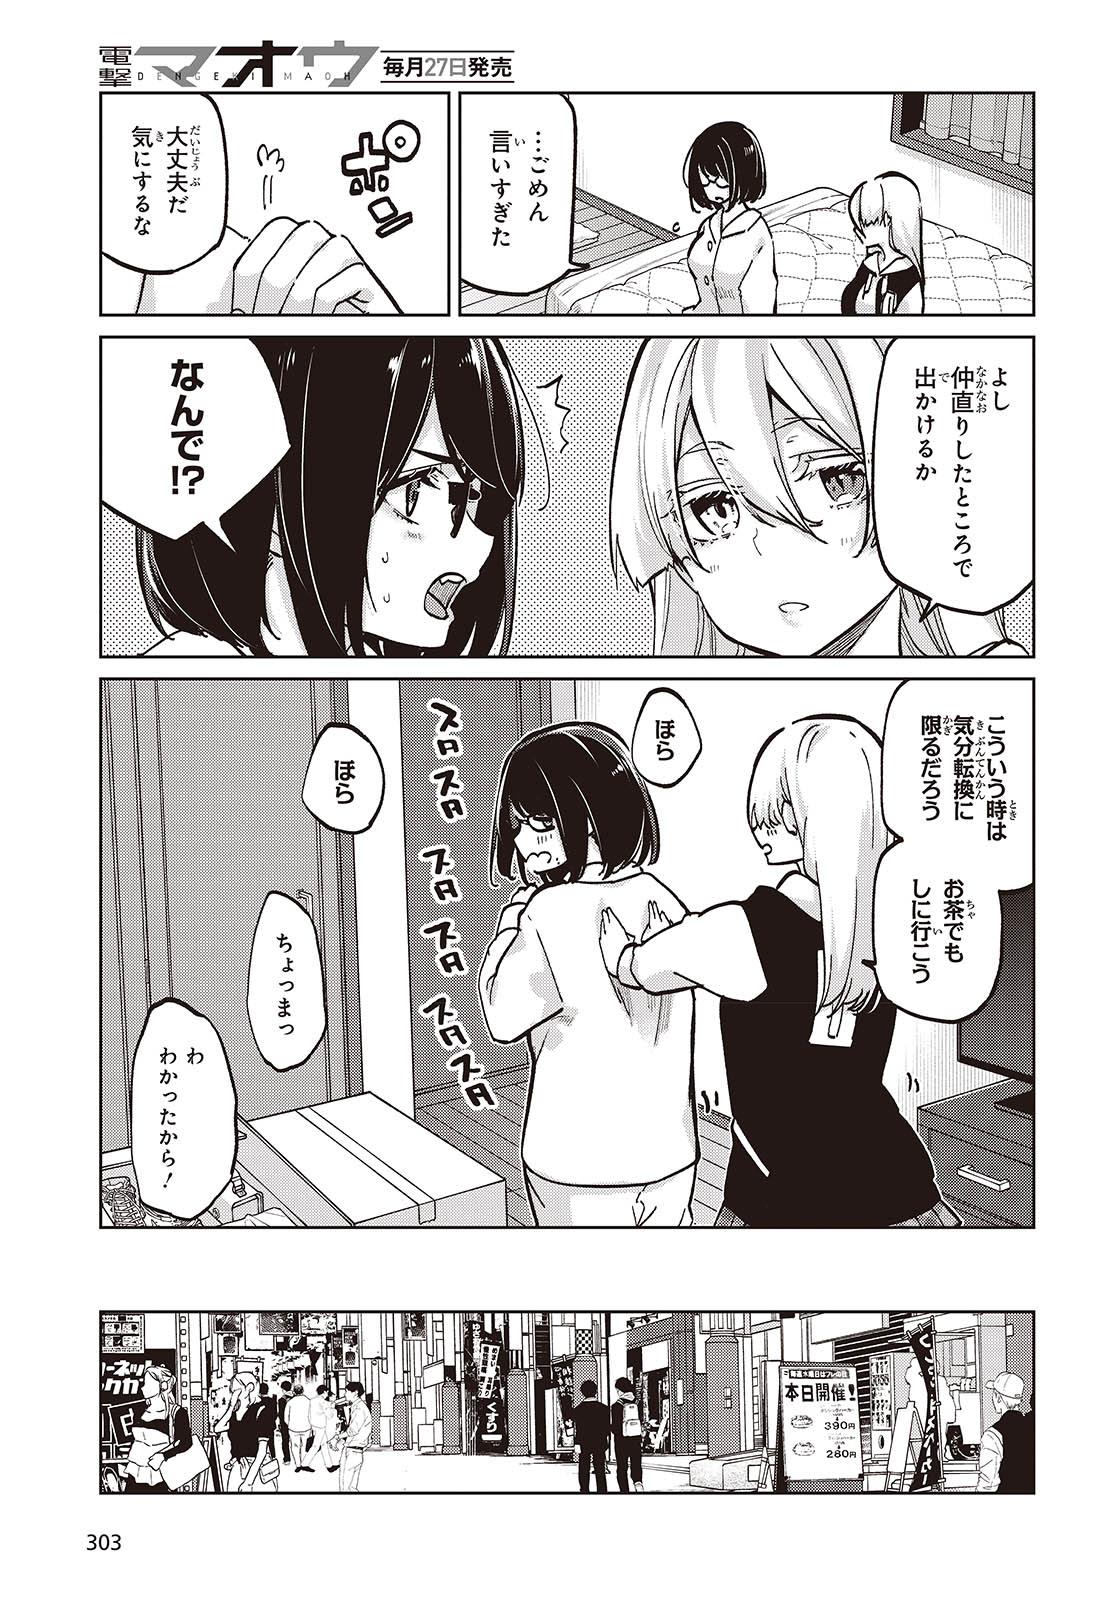 電撃マオウ
DENGEKI MAOH
毎月27日発売
…ごめん
言いすぎた
ポン
大丈夫だ
気にするな
よし
仲直りしたところで
出かけるか
なんで!?
こういう時は
気分転換に
限るだろう
お茶でも
しに行こう
ほら
ほら
スタスタ
スタ
スタ
スタスタ
ちょつまっ
わ
わかったから!
くすり
本日開催!
390円
280円
303